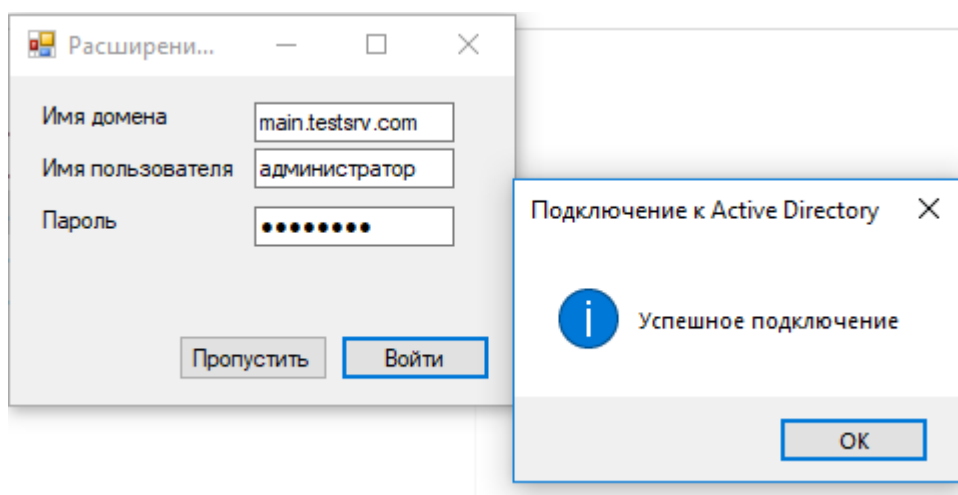 Расширени...
Имя домена
main.testsrv.com
Имя пользователя
администратор
Пароль
●●●●●●●●
Пропустить
Войти
Подключение к Active Directory
Успешное подключение
OK